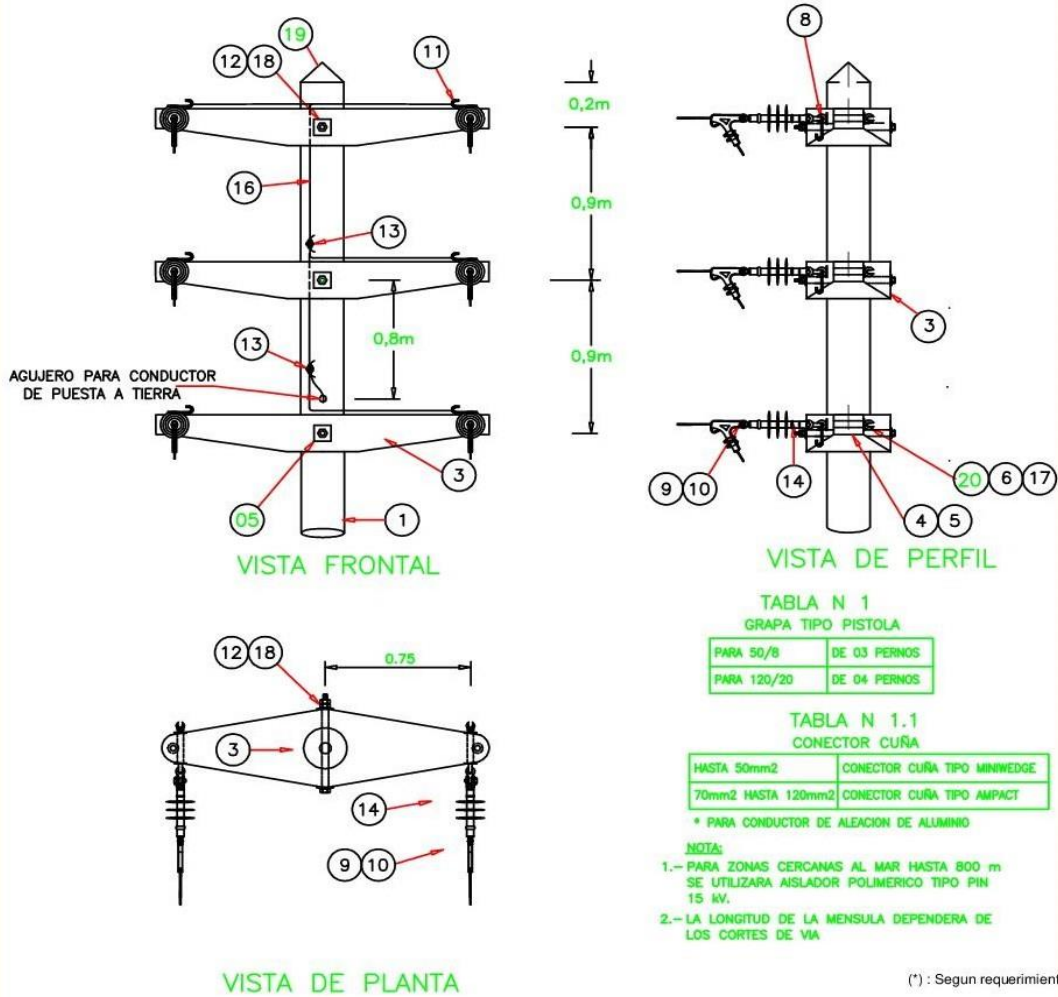 19
12 18
11
16
13
0,8m
13
AGUJERO PARA CONDUCTOR
DE PUESTA A TIERRA
3
05
1
VISTA FRONTAL
8
0,2m
0,9m
3
0,9m
9 10
14
20 6 17
4 5
VISTA DE PERFIL
12 18
0.75
3
14
9 10
VISTA DE PLANTA
TABLA N 1
GRAPA TIPO PISTOLA
PARA 50/8 DE 03 PERNOS
PARA 120/20 DE 04 PERNOS
TABLA N 1.1
CONECTOR CUÑA
HASTA 50mm2 CONECTOR CUÑA TIPO MINIWEDGE
70mm2 HASTA 120mm2 CONECTOR CUÑA TIPO AMPACT
* PARA CONDUCTOR DE ALEACION DE ALUMINIO
NOTA:
1.- PARA ZONAS CERCANAS AL MAR HASTA 800 m
SE UTILIZARA AISLADOR POLIMERICO TIPO PIN
15 kV.
2.- LA LONGITUD DE LA MENSULA DEPENDERA DE
LOS CORTES DE VIA
(*) : Segun requerimient